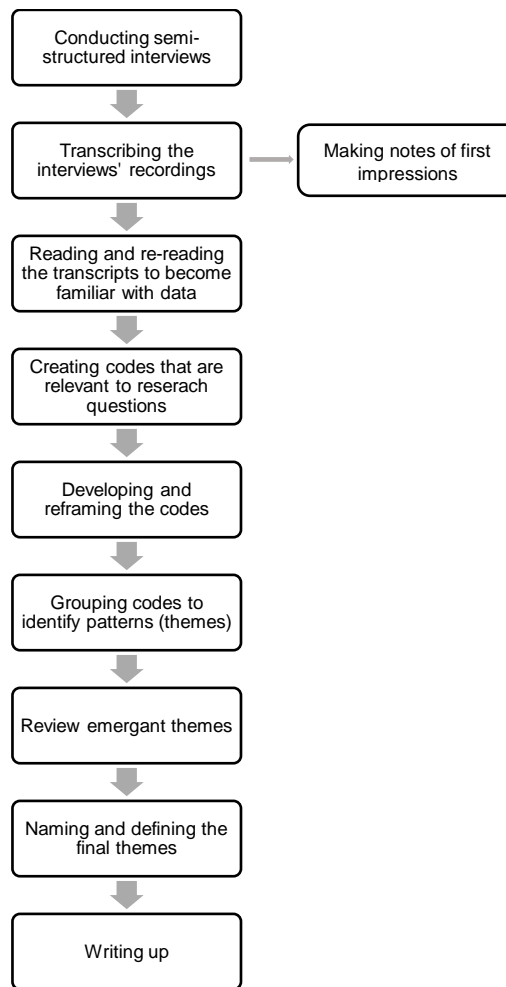 Conducting semi-
structured interviews
Transcribing the
interviews' recordings
Making notes of first
impressions
Reading and re-reading
the transcripts to become
familiar with data
Creating codes that are
relevant to reserach
questions
Developing and
reframing the codes
Grouping codes to
identify patterns (themes)
Review emergant themes
Naming and defining the
final themes
Writing up